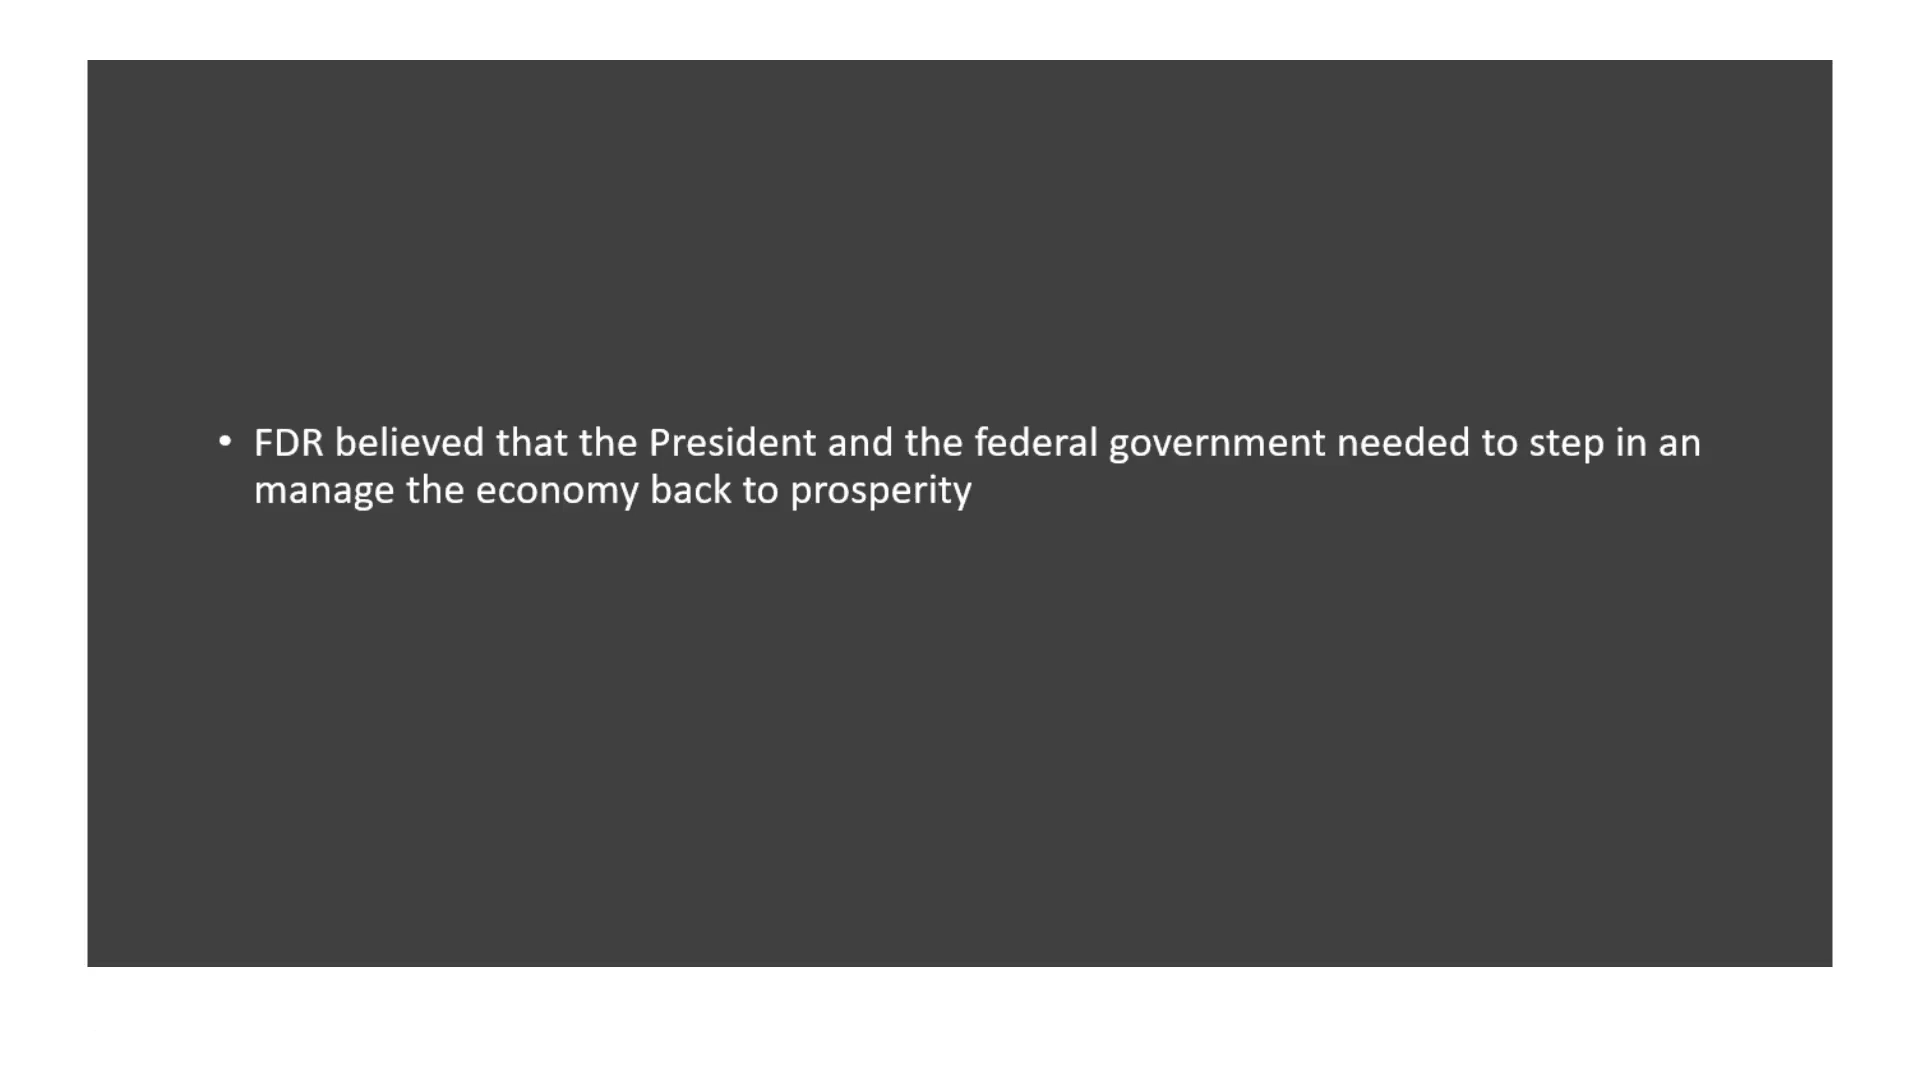 • FDR believed that the President and the federal government needed to step in an
manage the economy back to prosperity